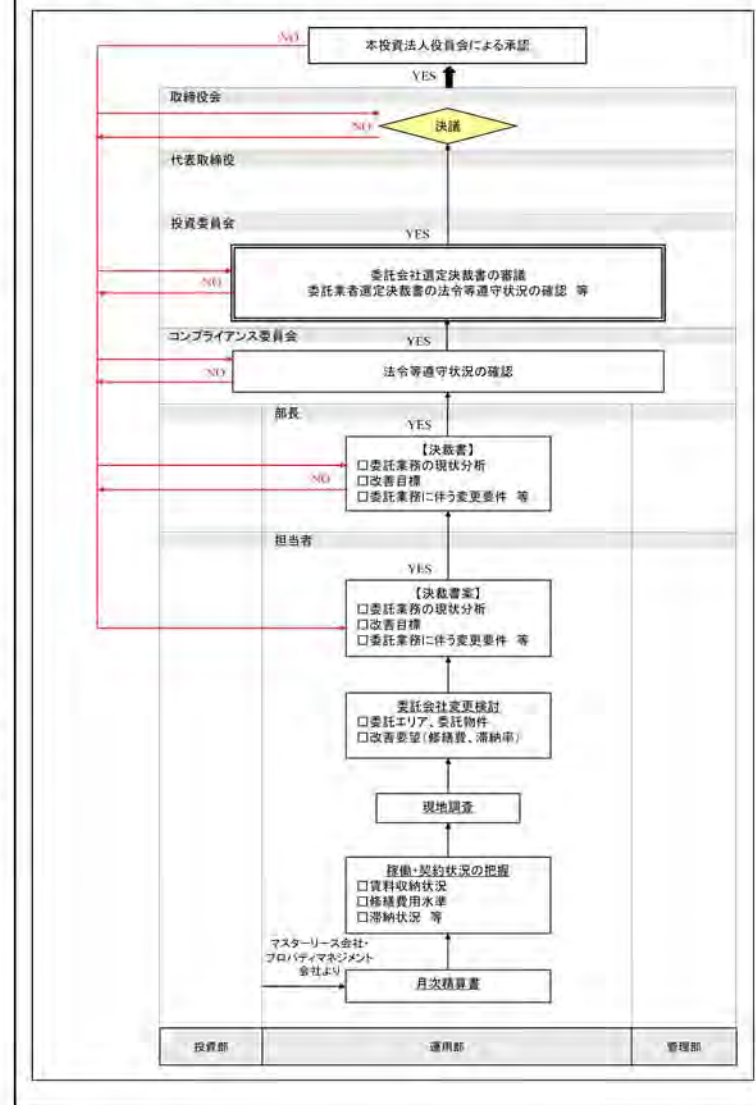 NO
本投資法人役員会による承認
YES
取締役会
NO
決議
代表取締役
投資委員会
YES
委託会社選定決裁書の審議
委託業者選定決裁書の法令等遵守状況の確認 等
NO
コンプライアンス委員会
YES
法令等遵守状況の確認
NO
部長
YES
【決裁書】
□委託業務の現状分析
□改善目標
□委託業務に伴う変更要件 等
NO
担当者
YES
【決裁書案】
□委託業務の現状分析
□改善目標
□委託業務に伴う変更要件 等
委託会社変更検討
□委託エリア、委託物件
□改善要望(修繕費、滞納率)
現地調査
稼働・契約状況の把握
□賃料収納状況
□修繕費用水準
□滞納状況 等
マスターリース会社・
プロパティマネジメント
会社より
月次精算書
投資部
運用部
管理部